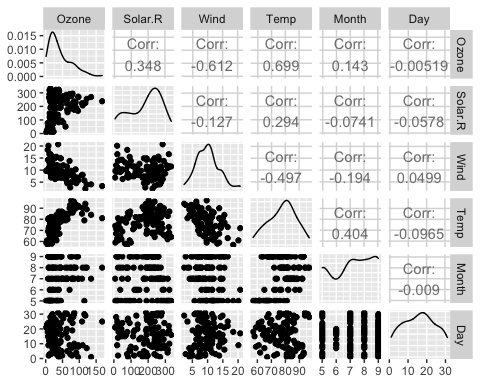 Ozone Solar.R Wind Temp Month Day
0.015
0.010
0.005
0.000
Corr:
0.348
Corr:
-0.612
Corr:
0.699
Corr:
0.143
Corr:
-0.00519
Ozone
300
200
100
0
Corr:
-0.127
Corr:
0.294
Corr:
-0.0741
Corr:
-0.0578
Solar.R
20
15
10
5
Corr:
-0.497
Corr:
-0.194
Corr:
0.0499
Wind
90
80
70
60
Corr:
0.404
Corr:
-0.0965
Temp
9
8
7
6
5
Corr:
-0.009
Month
30
20
10
0
Day
0 50 100 150 0 100 200 300 5 10 15 20 60 70 80 90 5 6 7 8 9 0 10 20 30